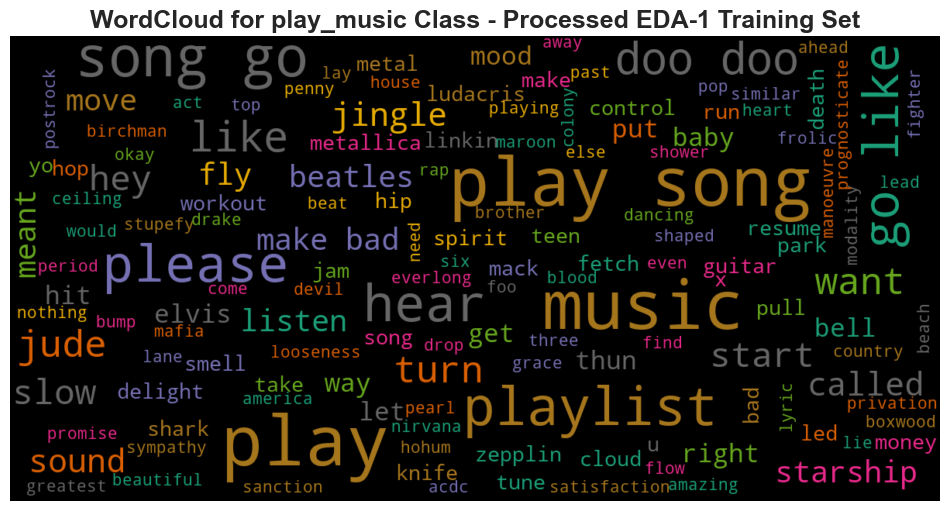 WordCloud for play_music Class - Processed EDA-1 Training Set
song go
lay
metal
mood
away
doo doo
ahead
postrock
move
act
top
penny
house
ludacris
make
past
pop
similar
death
like
fighter
birchman
like
jingle
playing
colony
control
run
heart
prognosticate
go
yo
hop
okay
hey
fly
metallica
linkin
maroon
put
baby
frolic
beatles
rap
else
shower
lead
meant
ceiling
workout
beat
hip
play song
manoeuvre
would
stupefy
drake
need
brother
dancing
resume
modality
period
please
make bad
spirit
teen
shaped
park
come
jam
six
mack
fetch
even
guitar
want
hit
devil
everlong
foo
blood
x
nothing
bump
elvis
hear
music
pull
bell
beach
mafia
listen
song
drop
get
three
find
country
jude
lane
smell
looseness
turn
grace
thun
start
slow
delight
take
way
america
let
pearl
playlist
bad
lyric
called
privation
promise
shark
play
nirvana
u
led
boxwood
sympathy
hohum
zepplin
cloud
right
lie
money
sound
knife
flow
starship
greatest
beautiful
sanction
acdc
tune
satisfaction
amazing